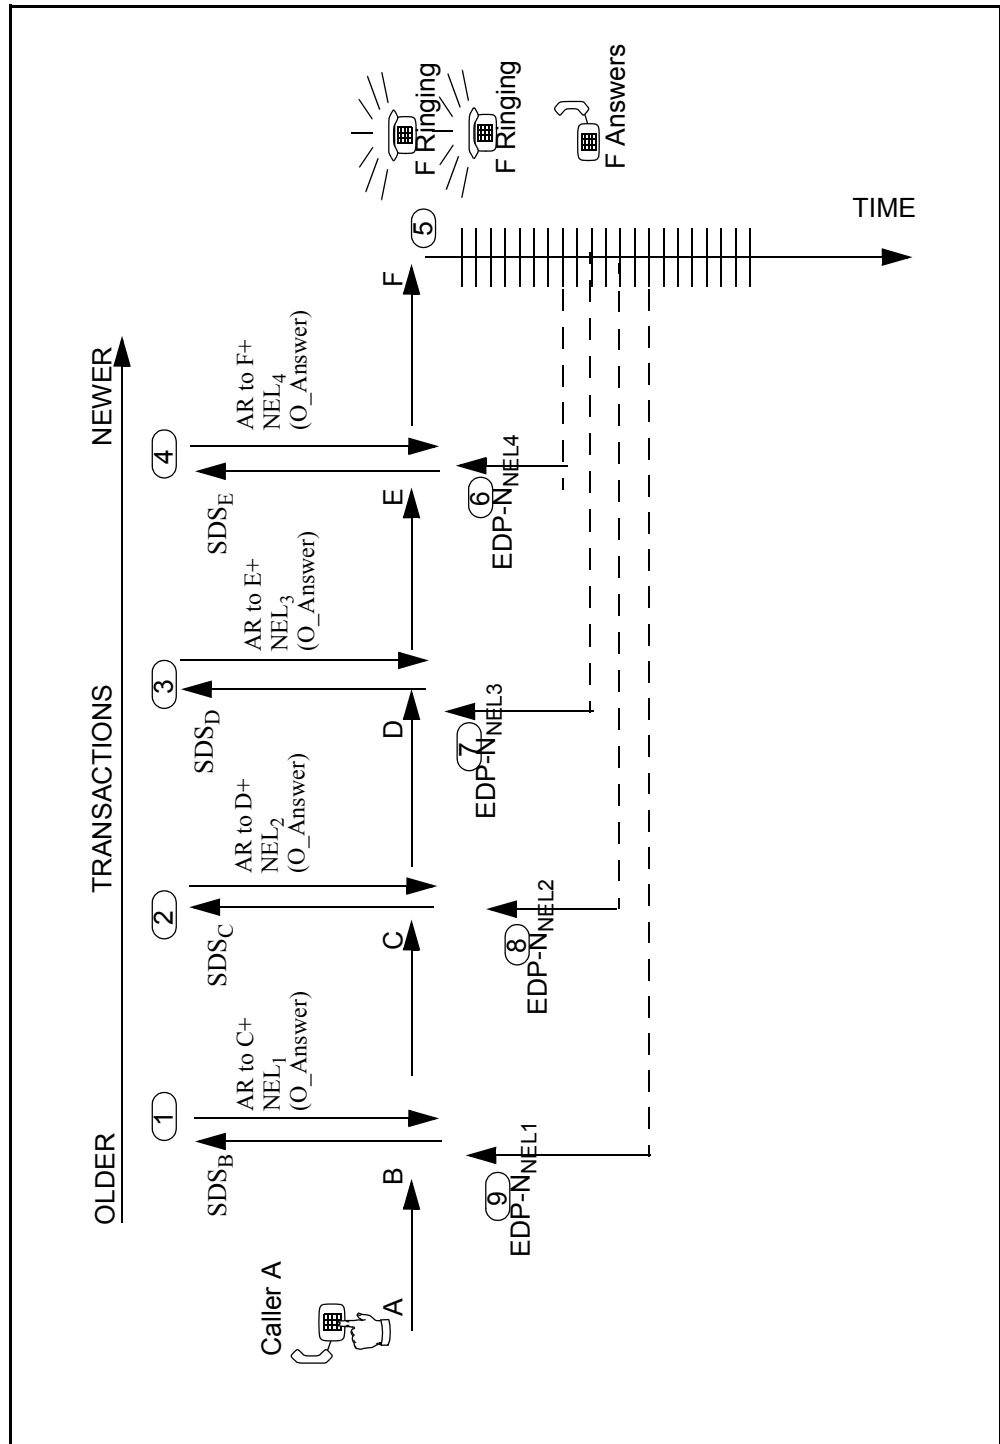 OLDER
TRANSACTIONS
NEWER
1
2
3
4
SDS_B
AR to C+
NEL_1
(O_Answer)
SDS_C
AR to D+
NEL_2
(O_Answer)
SDS_D
AR to E+
NEL_3
(O_Answer)
SDS_E
AR to F+
NEL_4
(O_Answer)
Caller A
A
B
C
D
E
F
5
F Ringing
F Ringing
F Answers
6
EDP-N_NEL4
7
EDP-N_NEL3
8
EDP-N_NEL2
9
EDP-N_NEL1
TIME